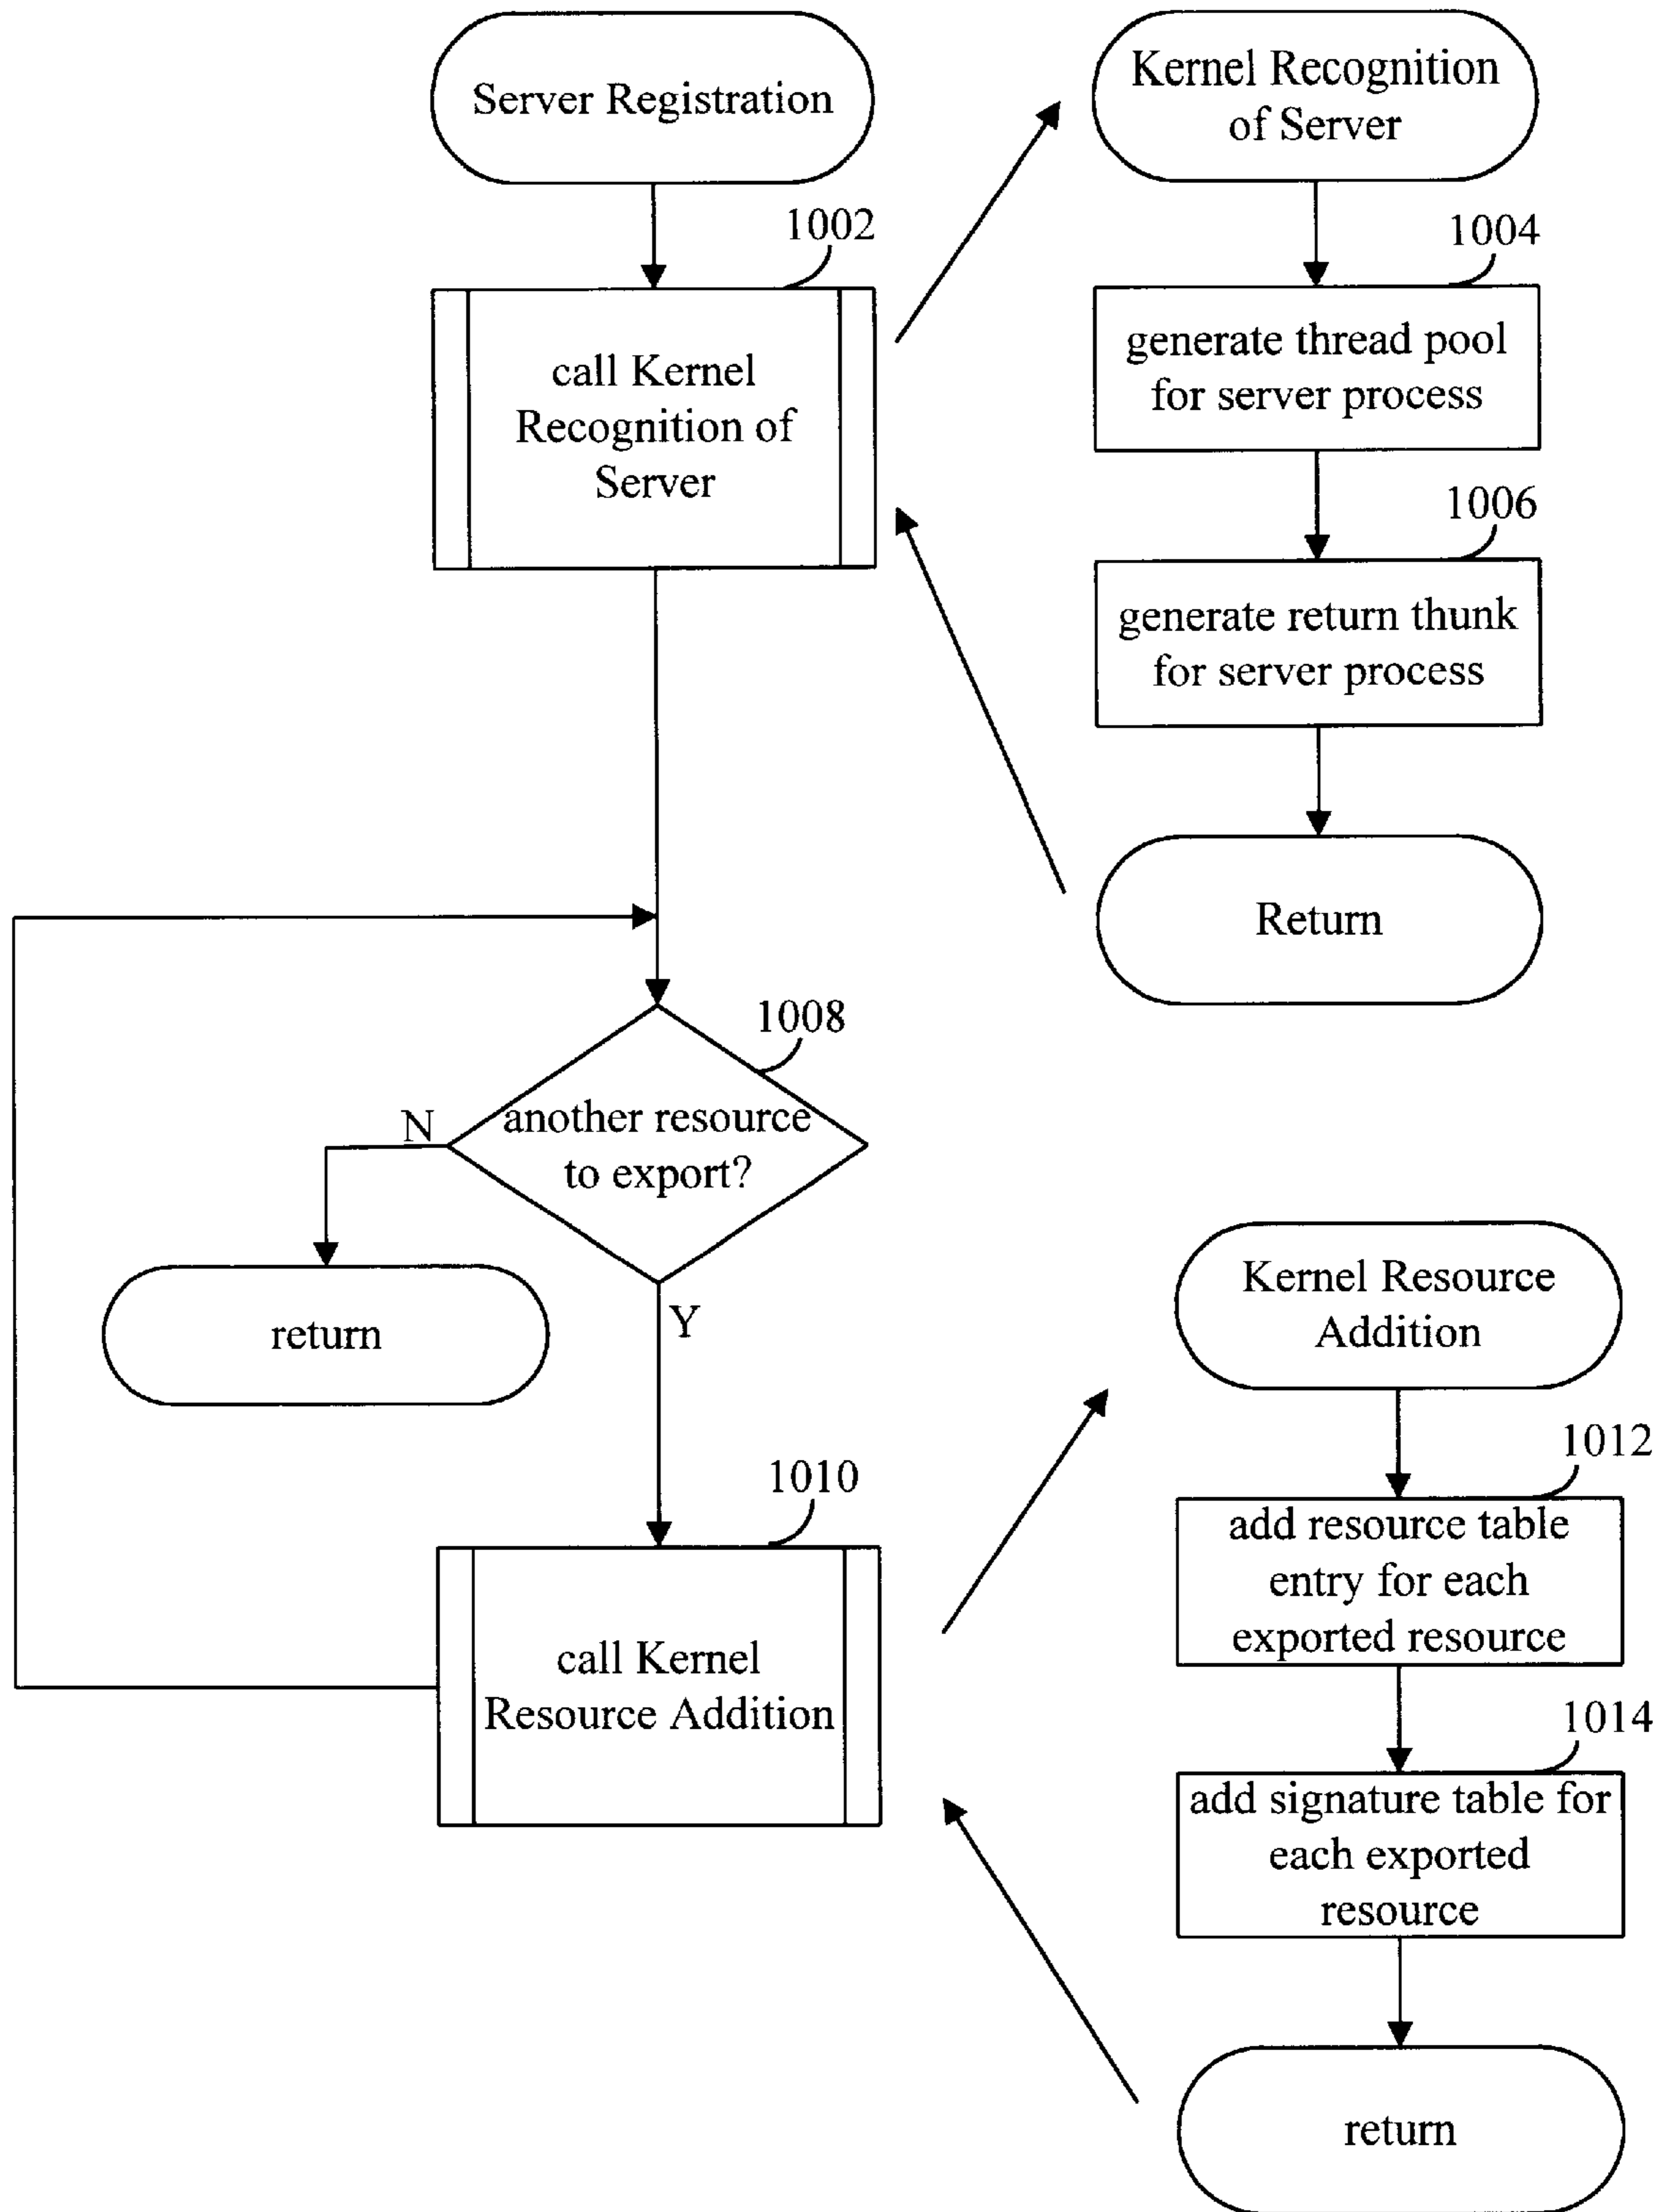 Server Registration
1002
call Kernel
Recognition of
Server
Kernel Recognition
of Server
1004
generate thread pool
for server process
1006
generate return thunk
for server process
Return
1008
another resource
to export?
N
return
Y
1010
call Kernel
Resource Addition
Kernel Resource
Addition
1012
add resource table
entry for each
exported resource
1014
add signature table for
each exported
resource
return